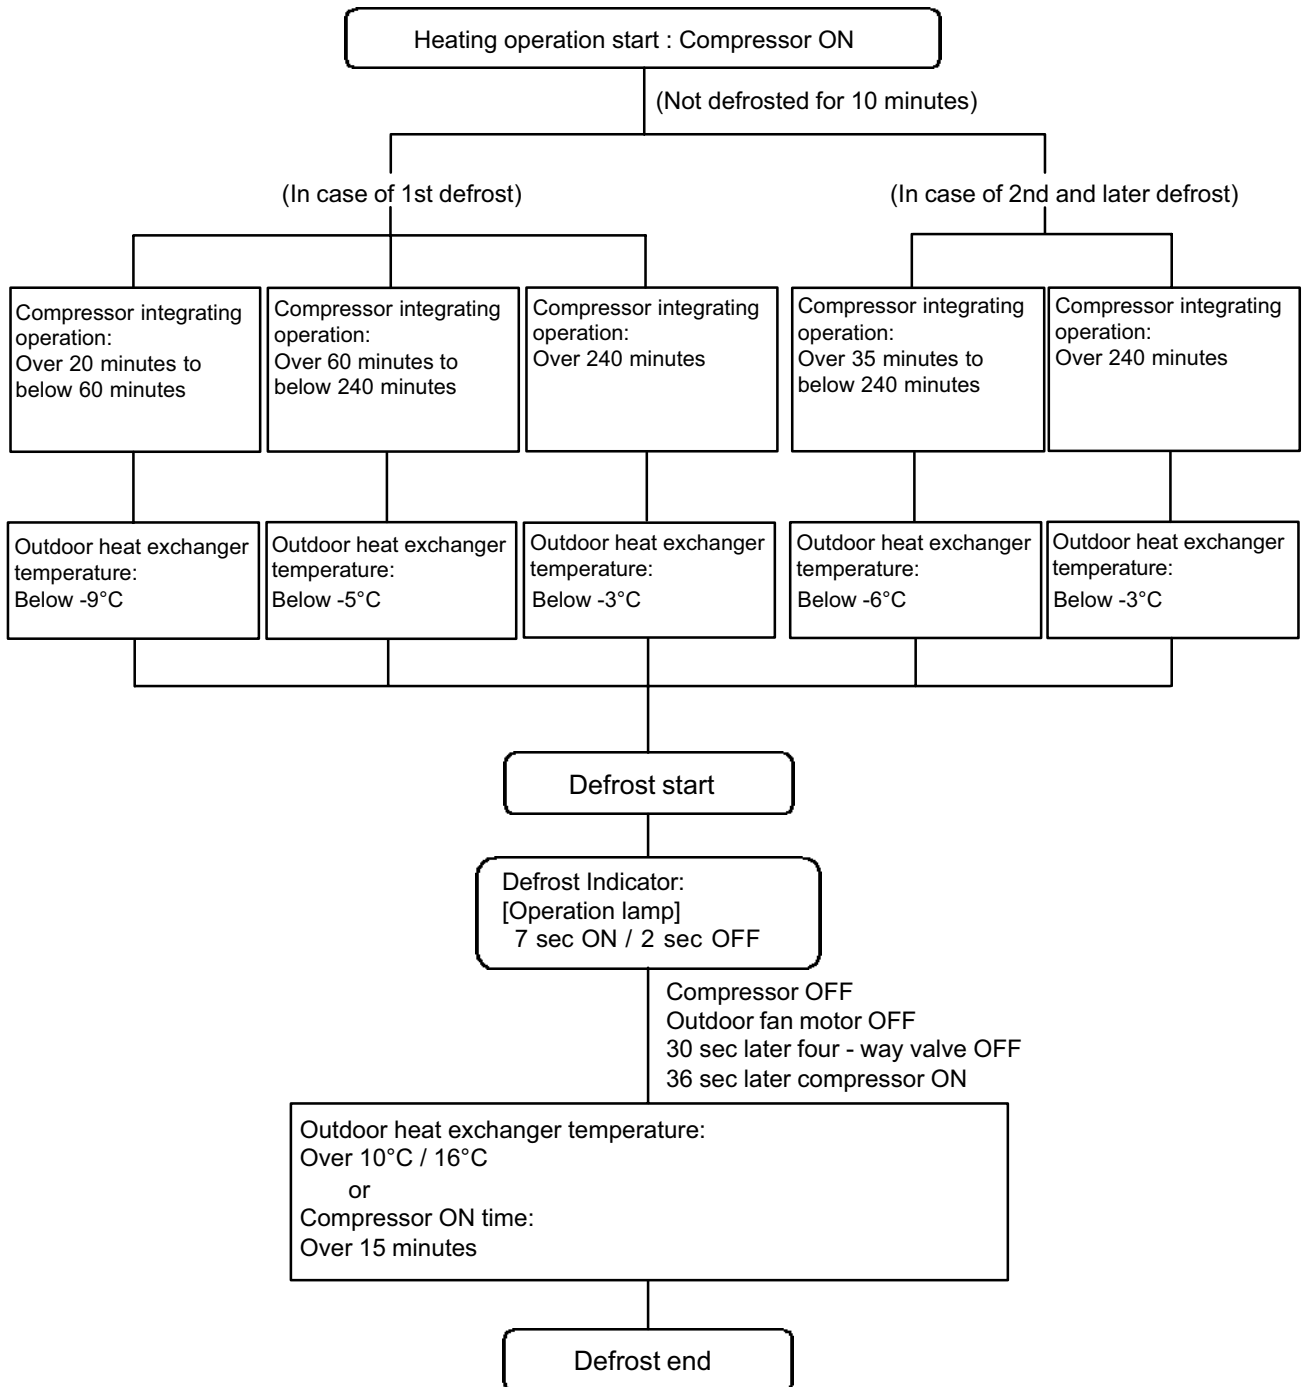 Heating operation start : Compressor ON
(Not defrosted for 10 minutes)
(In case of 1st defrost)
(In case of 2nd and later defrost)
Compressor integrating
operation:
Over 20 minutes to
below 60 minutes
Compressor integrating
operation:
Over 60 minutes to
below 240 minutes
Compressor integrating
operation:
Over 240 minutes
Compressor integrating
operation:
Over 35 minutes to
below 240 minutes
Compressor integrating
operation:
Over 240 minutes
Outdoor heat exchanger
temperature:
Below -9°C
Outdoor heat exchanger
temperature:
Below -5°C
Outdoor heat exchanger
temperature:
Below -3°C
Outdoor heat exchanger
temperature:
Below -6°C
Outdoor heat exchanger
temperature:
Below -3°C
Defrost start
Defrost Indicator:
[Operation lamp]
7 sec ON / 2 sec OFF
Compressor OFF
Outdoor fan motor OFF
30 sec later four - way valve OFF
36 sec later compressor ON
Outdoor heat exchanger temperature:
Over 10°C / 16°C
or
Compressor ON time:
Over 15 minutes
Defrost end